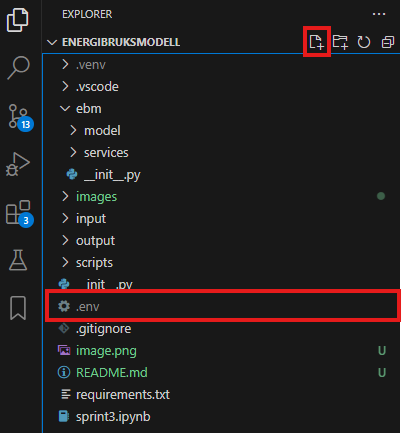 EXPLORER
ENERGIBRUKSMODELL
.venv
.vscode
ebm
model
services
__init__.py
images
input
output
scripts
__init__.py
.env
.gitignore
image.png U
README.md U
requirements.txt
sprint3.ipynb
13
3